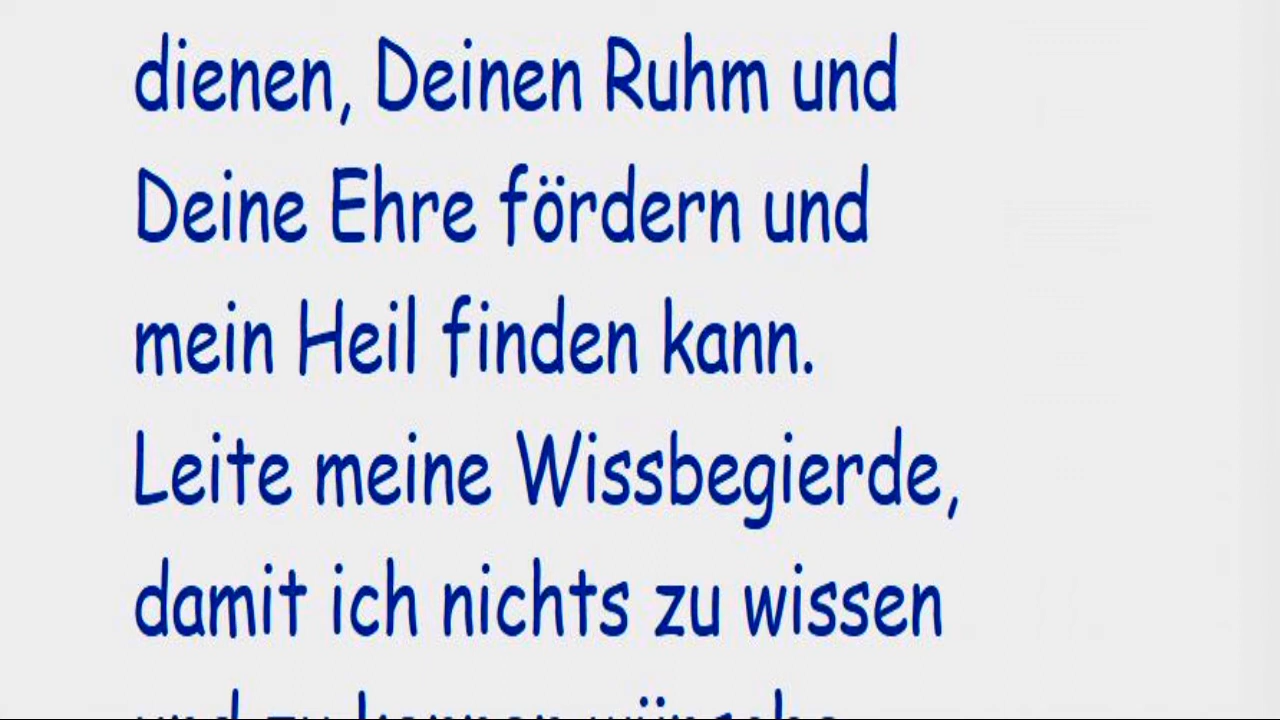 dienen, Deinen Ruhm und
Deine Ehre fördern und
mein Heil finden kann.
Leite meine Wissbegierde,
damit ich nichts zu wissen